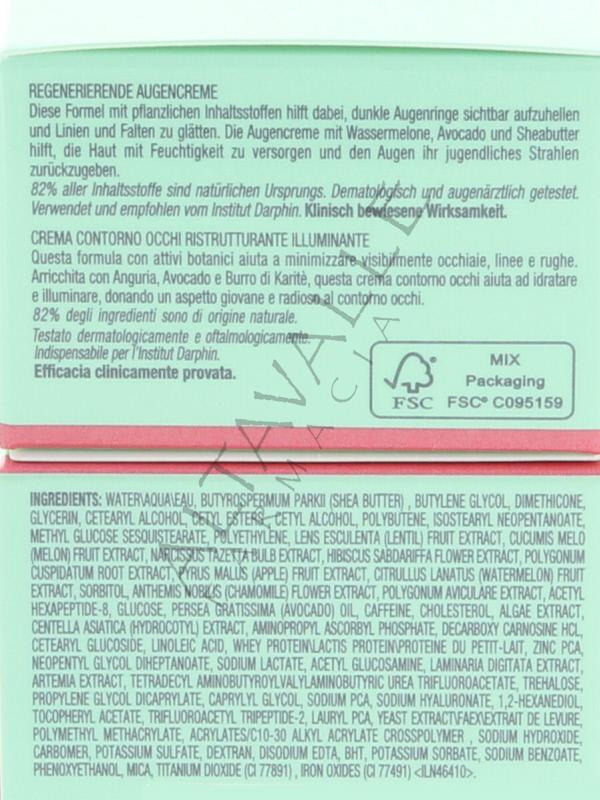 REGENERIERENDE AUGENCREME
Diese Formel mit pflanzlichen Inhaltsstoffen hilft dabei, dunkle Augenringe sichtbar aufzuhellen
und Linien und Falten zu glätten. Die Augencreme mit Wassermelone, Avocado und Sheabutter
hilft, die Haut mit Feuchtigkeit zu versorgen und den Augen ihr jugendliches Strahlen
zurückzugeben.
82% aller Inhaltsstoffe sind natürlichen Ursprungs. Dematologisch und augenärztlich getestet.
Verwendet und empfohlen vom Institut Darphin. Klinisch bewiesene Wirksamkeit.
CREMA CONTORNO OCCHI RISTRUTTURANTE ILLUMINANTE
Questa formula con attivi botanici aiuta a minimizzare visibilmente occhiaie, linee e rughe.
Arricchita con Anguria, Avocado e Burro di Karitè, questa crema contorno occhi aiuta ad idratare
e illuminare, donando un aspetto giovane e radioso al contorno occhi.
82% degli ingredienti sono di origine naturale.
Testato dermatologicamente e oftalmologicamente.
Indispensabile per l'Institut Darphin.
Efficacia clinicamente provata.
FSC
MIX
Packaging
FSC® C095159
ALTAVALLE
FARMACIA
INGREDIENTS: WATER\AQUA\EAU, BUTYROSPERMUM PARKII (SHEA BUTTER) , BUTYLENE GLYCOL, DIMETHICONE,
GLYCERIN, CETEARYL ALCOHOL, CETYL ESTERS, CETYL ALCOHOL, POLYBUTENE, ISOSTEARYL NEOPENTANOATE,
METHYL GLUCOSE SESQUISTEARATE, POLYETHYLENE, LENS ESCULENTA (LENTIL) FRUIT EXTRACT, CUCUMIS MELO
(MELON) FRUIT EXTRACT, NARCISSUS TAZETTA BULB EXTRACT, HIBISCUS SABDARIFFA FLOWER EXTRACT, POLYGONUM
CUSPIDATUM ROOT EXTRACT, PYRUS MALUS (APPLE) FRUIT EXTRACT, CITRULLUS LANATUS (WATERMELON) FRUIT
EXTRACT, SORBITOL, ANTHEMIS NOBILIS (CHAMOMILE) FLOWER EXTRACT, POLYGONUM AVICULARE EXTRACT, ACETYL
HEXAPEPTIDE-8, GLUCOSE, PERSEA GRATISSIMA (AVOCADO) OIL, CAFFEINE, CHOLESTEROL, ALGAE EXTRACT,
CENTELLA ASIATICA (HYDROCOTYL) EXTRACT, AMINOPROPYL ASCORBYL PHOSPHATE, DECARBOXY CARNOSINE HCL,
CETEARYL GLUCOSIDE, LINOLEIC ACID, WHEY PROTEIN\LACTIS PROTEIN\PROTEINE DU PETIT-LAIT, ZINC PCA,
NEOPENTYL GLYCOL DIHEPTANOATE, SODIUM LACTATE, ACETYL GLUCOSAMINE, LAMINARIA DIGITATA EXTRACT,
ARTEMIA EXTRACT, TETRADECYL AMINOBUTYROYLVALYLAMINOBUTYRIC UREA TRIFLUOROACETATE, TREHALOSE,
PROPYLENE GLYCOL DICAPRYLATE, CAPRYLYL GLYCOL, SODIUM PCA, SODIUM HYALURONATE, 1,2-HEXANEDIOL,
TOCOPHERYL ACETATE, TRIFLUOROACETYL TRIPEPTIDE-2, LAURYL PCA, YEAST EXTRACT\FAEX\EXTRAIT DE LEVURE,
POLYMETHYL METHACRYLATE, ACRYLATES/C10-30 ALKYL ACRYLATE CROSSPOLYMER , SODIUM HYDROXIDE,
CARBOMER, POTASSIUM SULFATE, DEXTRAN, DISODIUM EDTA, BHT, POTASSIUM SORBATE, SODIUM BENZOATE,
PHENOXYETHANOL, MICA, TITANIUM DIOXIDE (CI 77891) , IRON OXIDES (CI 77491) <ILN46410>.